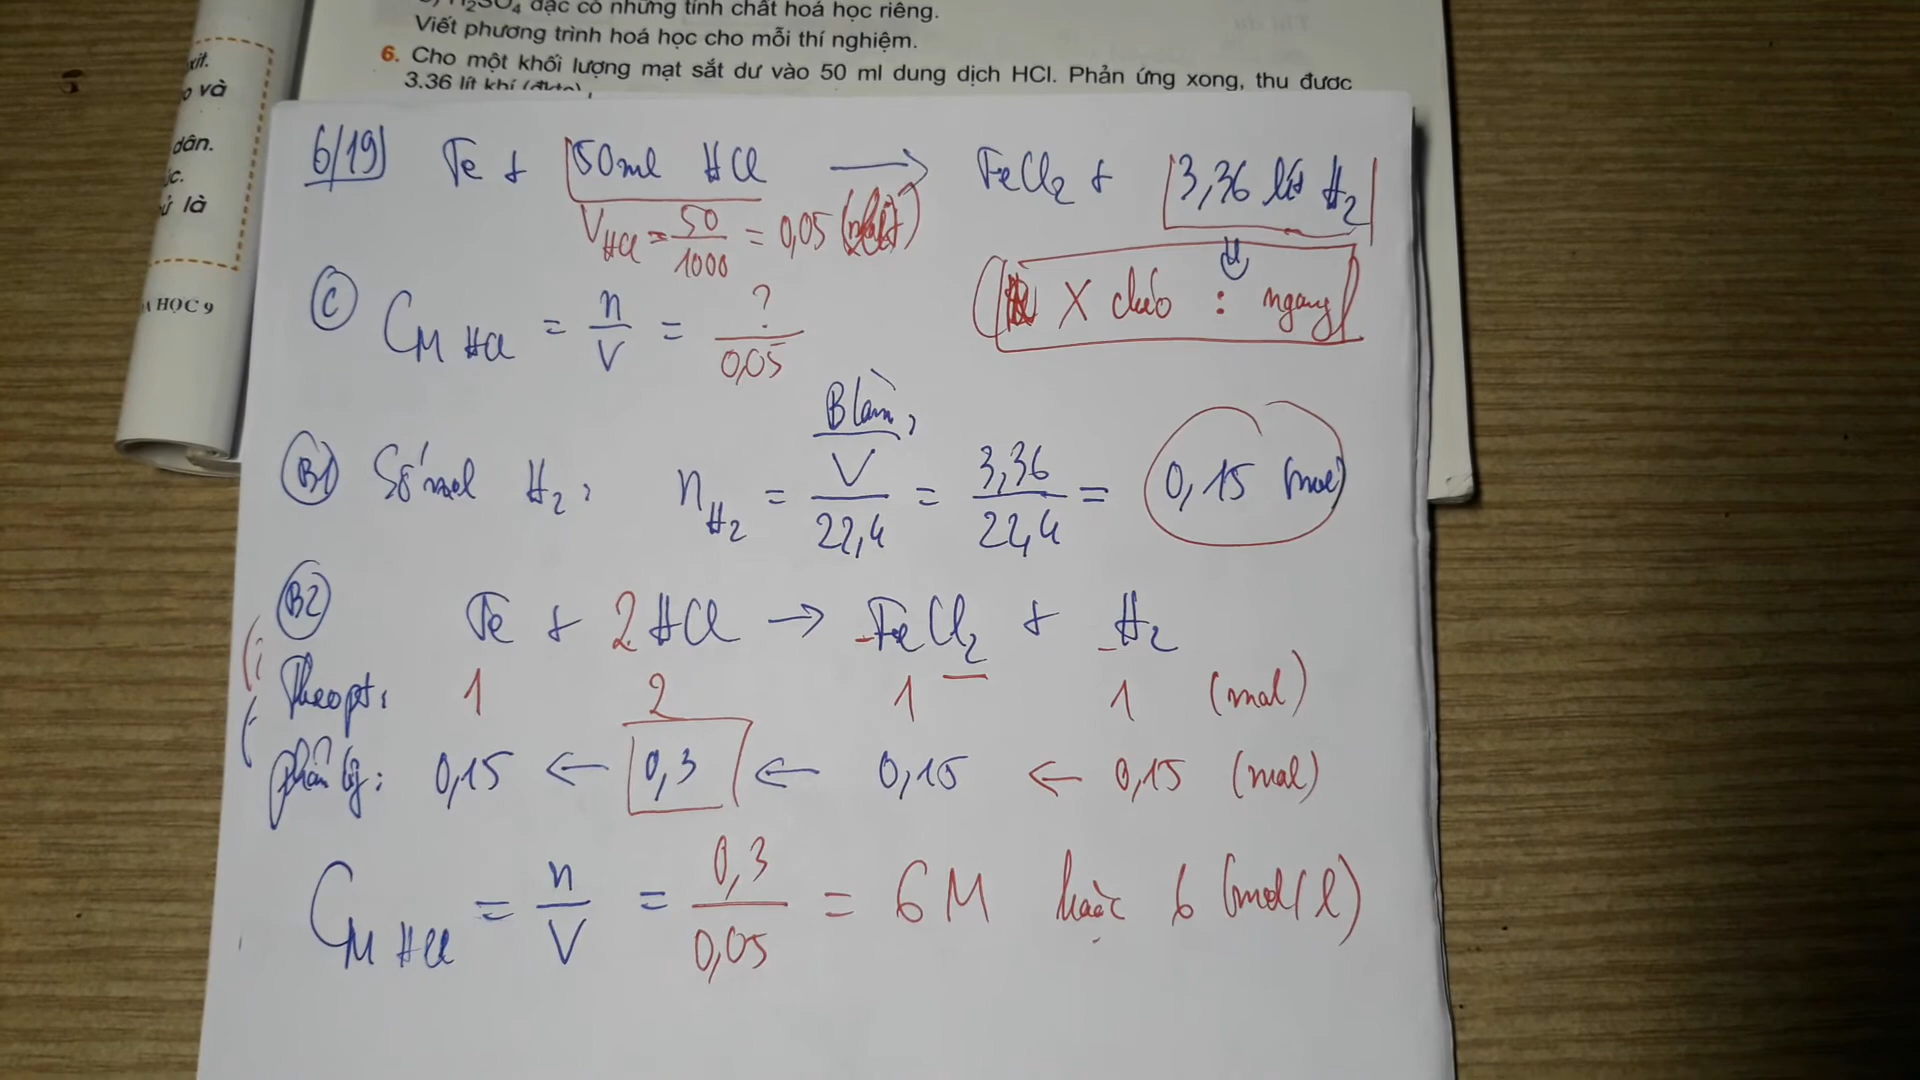 H₂SO₄ đặc có những tính chất hoá học riêng.
Viết phương trình hoá học cho mỗi thí nghiệm.
6. Cho một khối lượng mạt sắt dư vào 50 ml dung dịch HCl. Phản ứng xong, thu được
3.36 lít khí (đktc).
xit.
o và
dân.
úc.
ử là
A HỌC 9
6/19 Fe + 50ml HCl → FeCl₂ + 3,36 lít H₂
V HCl = 50/1000 = 0,05 (lít)
X chéo : ngang
C C M HCl = n/V = ?/0,05
B làm,
B1 Số mol H₂: n H₂ = V/22,4 = 3,36/22,4 = 0,15 (mol)
B2 Fe + 2HCl → FeCl₂ + H₂
Theo pt: 1 2 1 1 (mol)
phản ứ: 0,15 ← 0,3 ← 0,15 ← 0,15 (mol)
C M HCl = n/V = 0,3/0,05 = 6M hoặc 6 (mol/l)